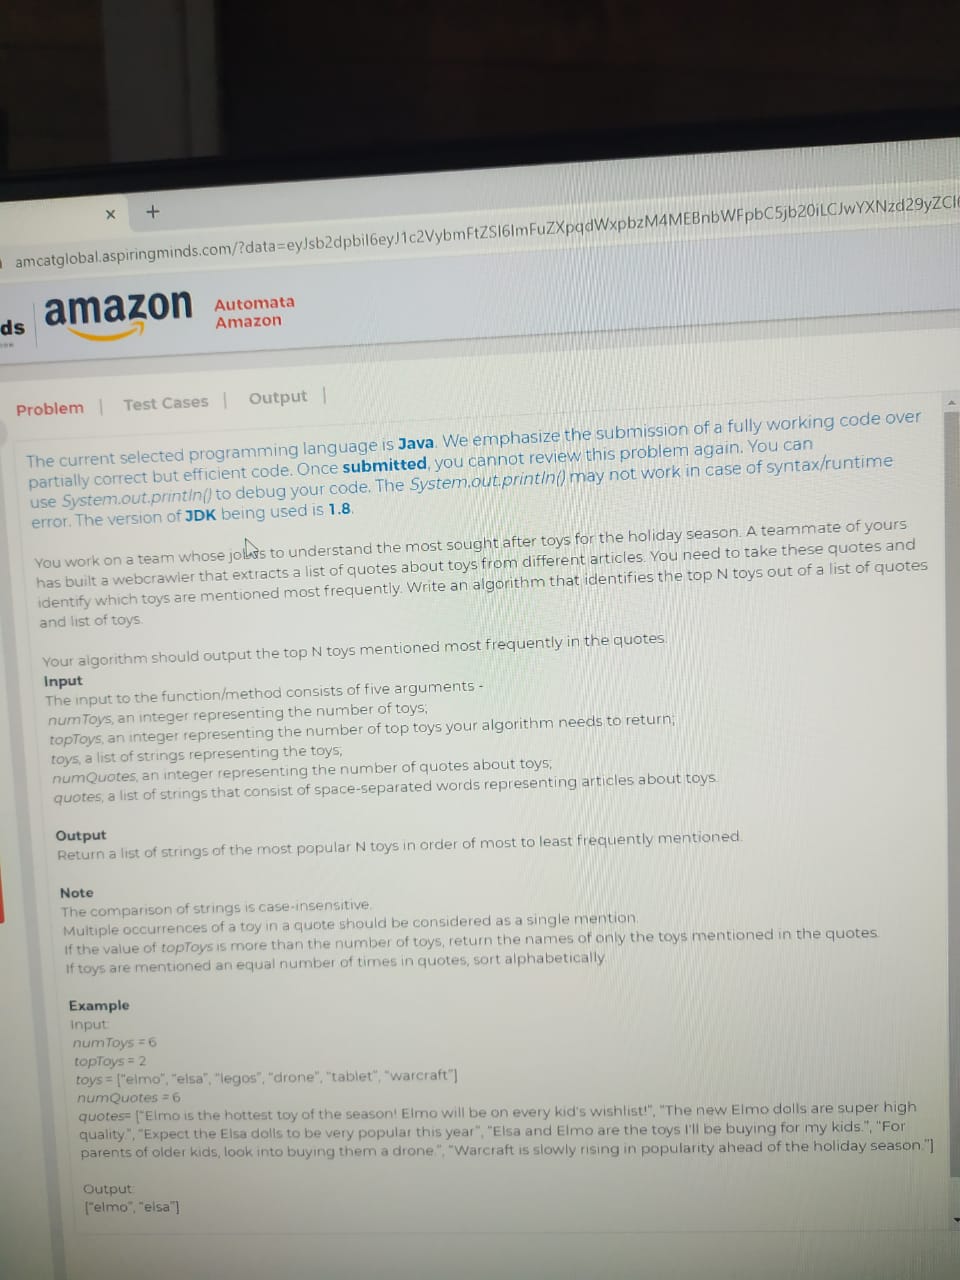 × +
amcatglobal.aspiringminds.com/?data=
ds amazon Automata
Amazon
Problem | Test Cases | Output |
The current selected programming language is Java. We emphasize the submission of a fully working code over
partially correct but efficient code. Once submitted, you cannot review this problem again. You can
use System.out.println() to debug your code. The System.out.println() may not work in case of syntax/runtime
error. The version of JDK being used is 1.8.
You work on a team whose is to understand the most sought after toys for the holiday season. A teammate of yours
has built a webcrawler that extracts a list of quotes about toys from different articles. You need to take these quotes and
identify which toys are mentioned most frequently. Write an algorithm that identifies the top N toys out of a list of quotes
and list of toys.
Your algorithm should output the top N toys mentioned most frequently in the quotes.
Input
The input to the function/method consists of five arguments -
numToys, an integer representing the number of toys;
topToys, an integer representing the number of top toys your algorithm needs to return;
toys, a list of strings representing the toys;
numQuotes, an integer representing the number of quotes about toys;
quotes, a list of strings that consist of space-separated words representing articles about toys.
Output
Return a list of strings of the most popular N toys in order of most to least frequently mentioned.
Note
The comparison of strings is case-insensitive.
Multiple occurrences of a toy in a quote should be considered as a single mention.
If the value of topToys is more than the number of toys, return the names of only the toys mentioned in the quotes.
If toys are mentioned an equal number of times in quotes, sort alphabetically.
Example
Input:
numToys = 6
topToys = 2
toys = ["elmo", "elsa", "legos", "drone", "tablet", "warcraft"]
numQuotes = 6
quotes= ["Elmo is the hottest toy of the season! Elmo will be on every kid's wishlist!", "The new Elmo dolls are super high
quality.", "Expect the Elsa dolls to be very popular this year", "Elsa and Elmo are the toys I'll be buying for my kids.", "For
parents of older kids, look into buying them a drone.", "Warcraft is slowly rising in popularity ahead of the holiday season."]
Output:
["elmo", "elsa"]